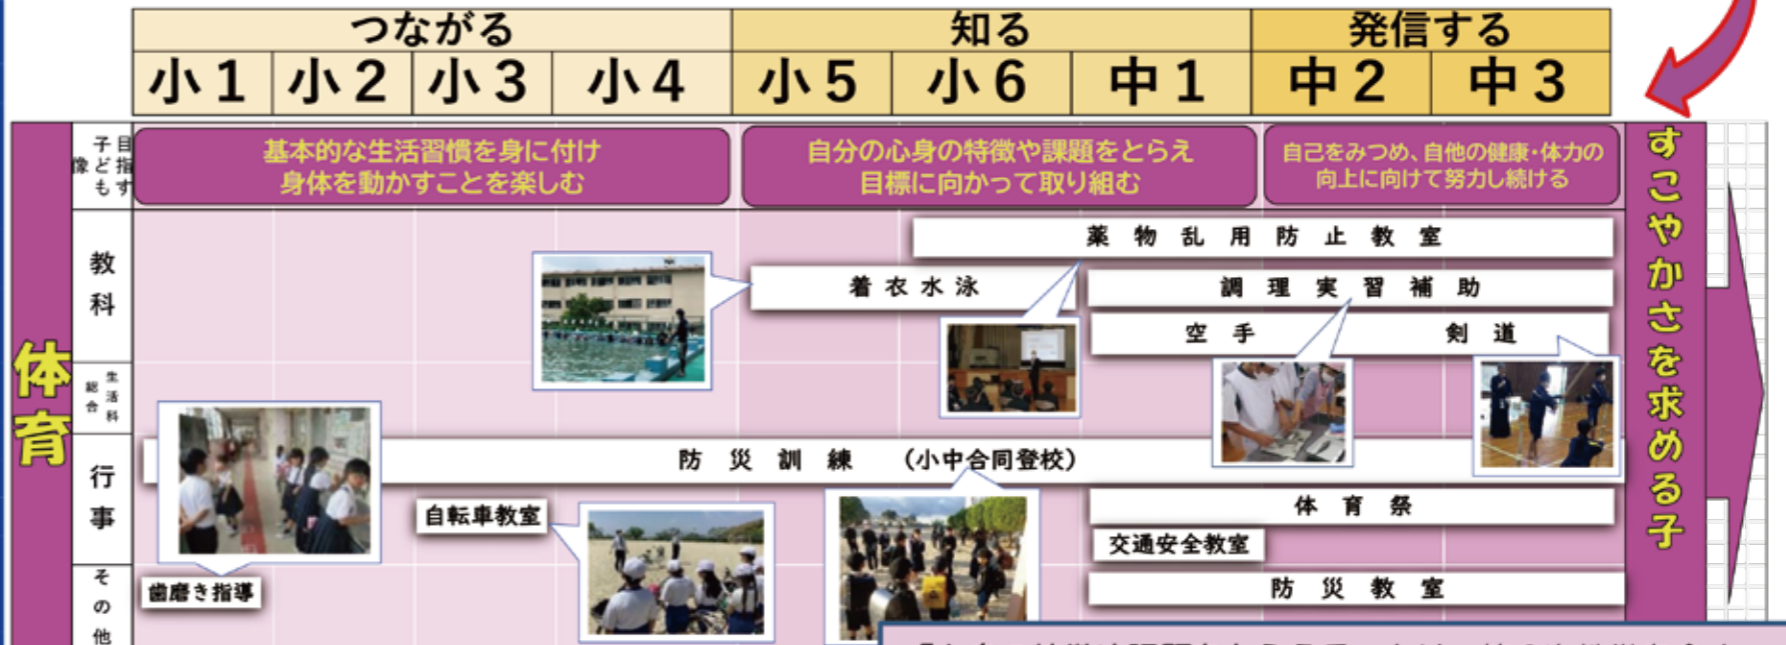 つながる
知る
発信する
小1
小2
小3
小4
小5
小6
中1
中2
中3
体育
目指す
子ども
像
基本的な生活習慣を身に付け
身体を動かすことを楽しむ
自分の心身の特徴や課題をとらえ
目標に向かって取り組む
自己をみつめ、自他の健康・体力の
向上に向けて努力し続ける
すこやかさを求める子
教科
薬物乱用防止教室
着衣水泳
調理実習補助
空手
剣道
生活科
総合
行事
防災訓練 (小中合同登校)
自転車教室
体育祭
交通安全教室
その他
歯磨き指導
防災教室